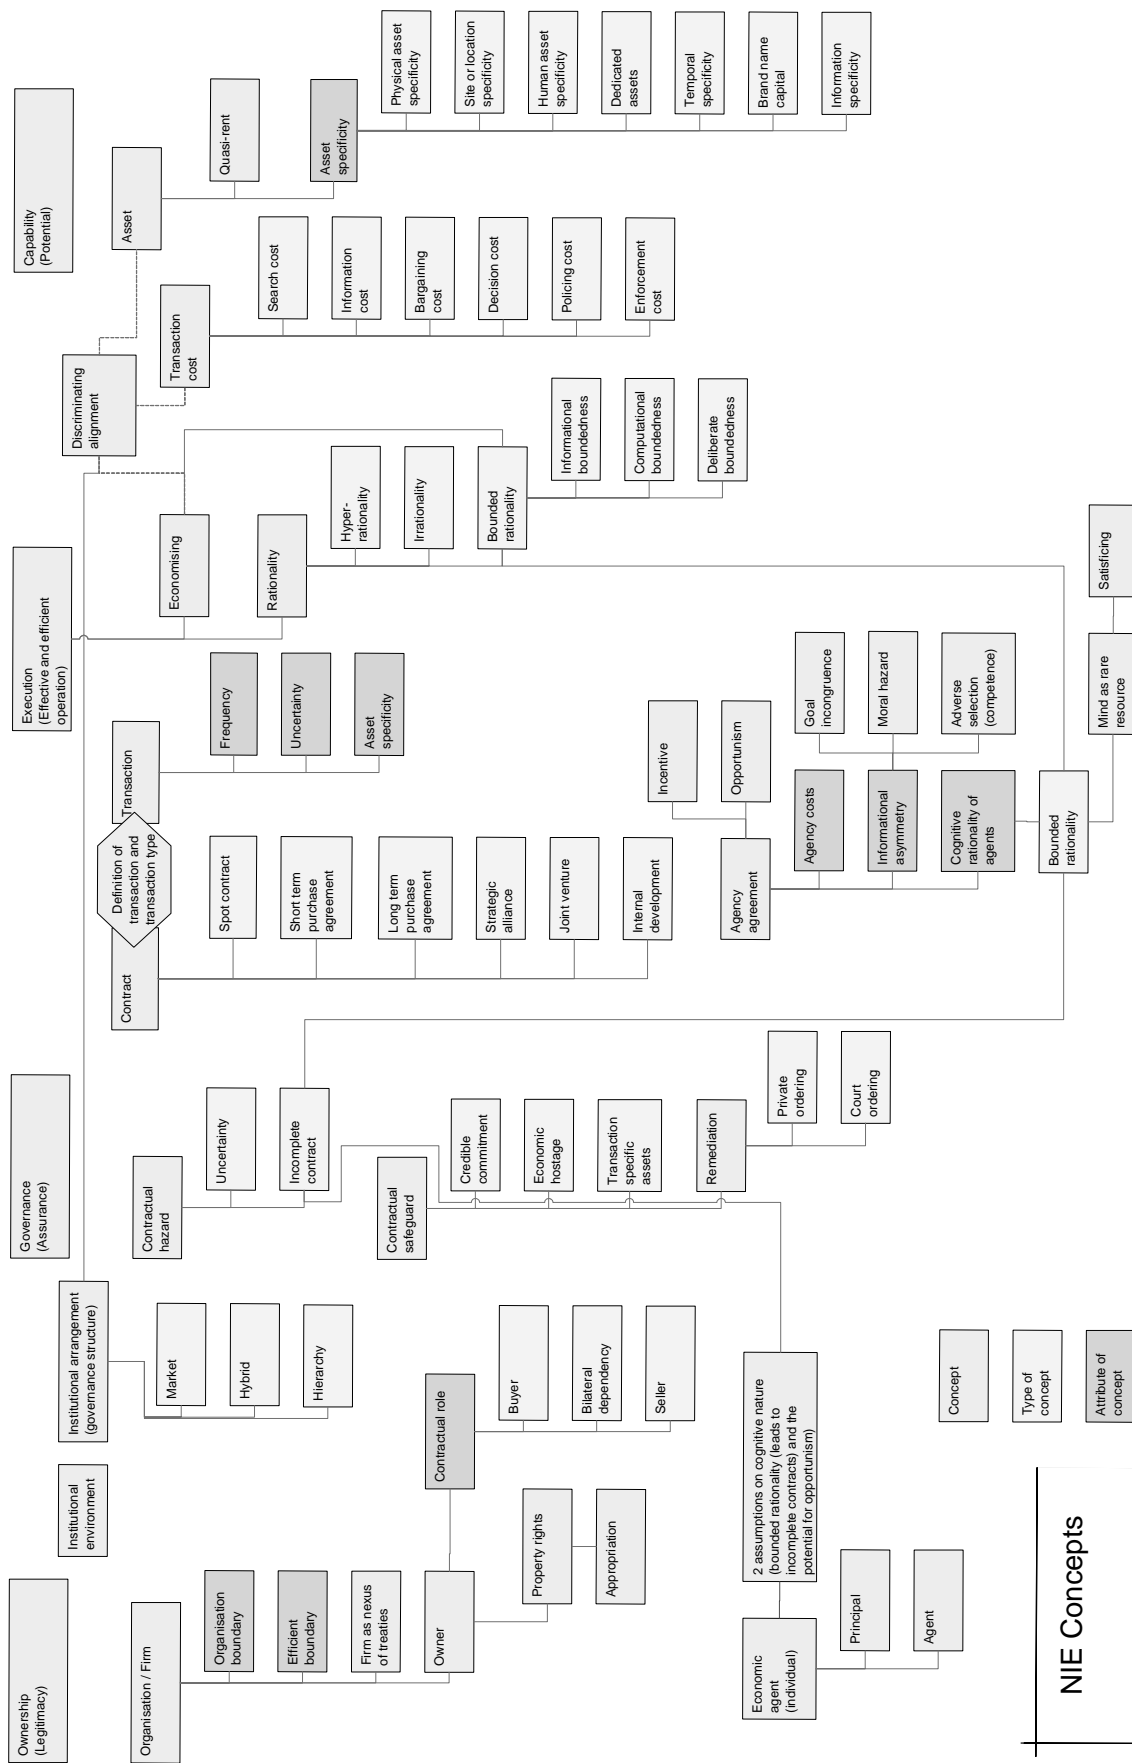 Ownership
(Legitimacy)
Governance
(Assurance)
Execution
(Effective and efficient
operation)
Capability
(Potential)
Institutional
environment
Institutional arrangement
(governance structure)
Market
Hybrid
Hierarchy
Organisation / Firm
Organisation
boundary
Efficient
boundary
Firm as nexus
of treaties
Owner
Property rights
Appropriation
Contractual role
Buyer
Bilateral
dependency
Seller
Economic
agent
(individual)
Principal
Agent
2 assumptions on cognitive nature
(bounded rationality (leads to
incomplete contracts) and the
potential for opportunism)
Contractual
hazard
Uncertainty
Incomplete
contract
Contractual
safeguard
Credible
commitment
Economic
hostage
Transaction
specific
assets
Remediation
Private
ordering
Court
ordering
Contract
Definition of
transaction and
transaction type
Transaction
Spot contract
Short term
purchase
agreement
Long term
purchase
agreement
Strategic
alliance
Joint venture
Internal
development
Frequency
Uncertainty
Asset
specificity
Agency
agreement
Incentive
Opportunism
Agency costs
Informational
asymmetry
Cognitive
rationality of
agents
Goal
incongruence
Moral hazard
Adverse
selection
(competence)
Bounded
rationality
Mind as rare
resource
Satisficing
Economising
Rationality
Hyper-
rationality
Irrationality
Bounded
rationality
Informational
boundedness
Computational
boundedness
Deliberate
boundedness
Discriminating
alignment
Transaction
cost
Search cost
Information
cost
Bargaining
cost
Decision cost
Policing cost
Enforcement
cost
Asset
Quasi-rent
Asset
specificity
Physical asset
specificity
Site or location
specificity
Human asset
specificity
Dedicated
assets
Temporal
specificity
Brand name
capital
Information
specificity
Concept
Type of
concept
Attribute of
concept
NIE Concepts